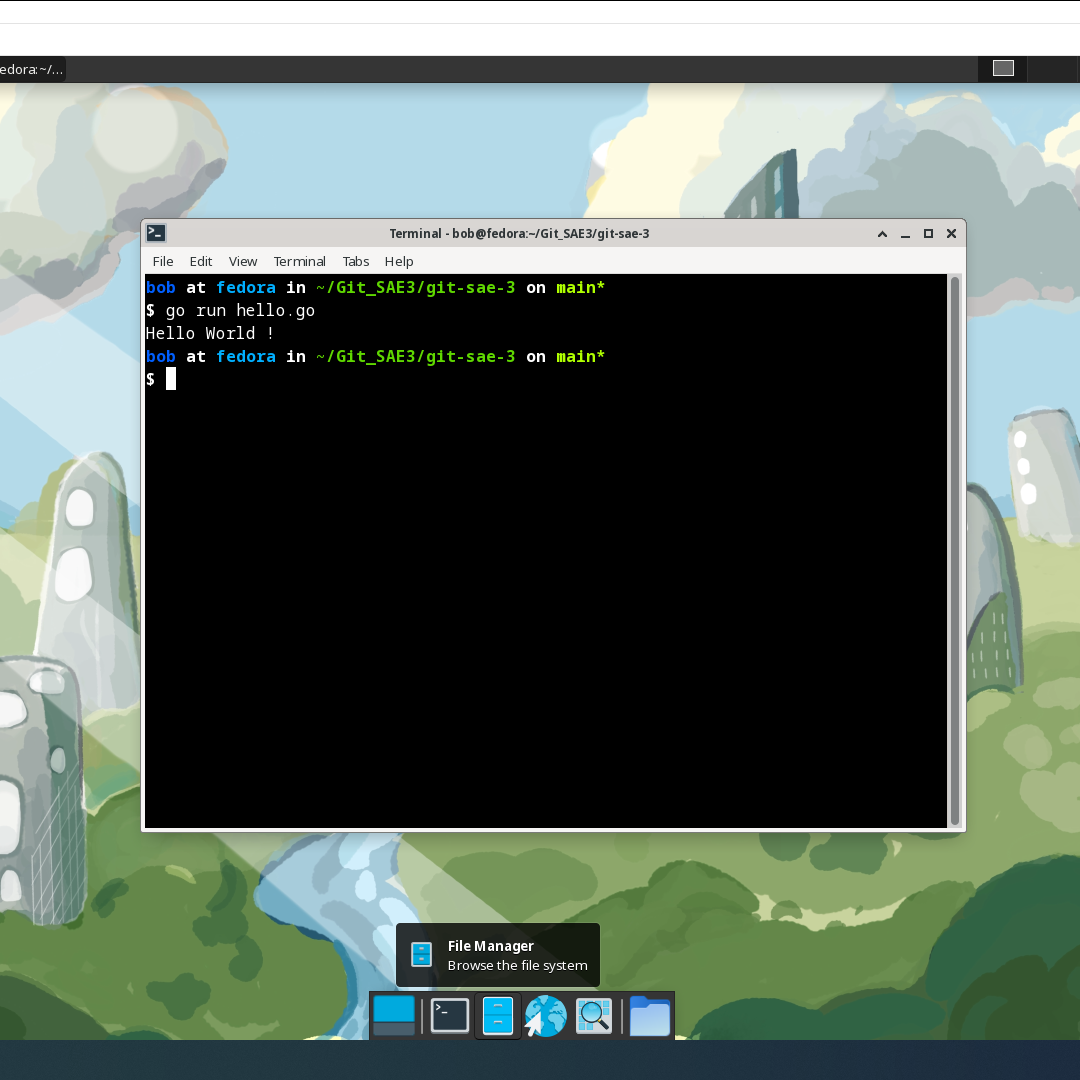 edora:~/...
Terminal - bob@fedora:~/Git_SAE3/git-sae-3
File Edit View Terminal Tabs Help
bob at fedora in ~/Git_SAE3/git-sae-3 on main*
$ go run hello.go
Hello World !
bob at fedora in ~/Git_SAE3/git-sae-3 on main*
$
File Manager
Browse the file system